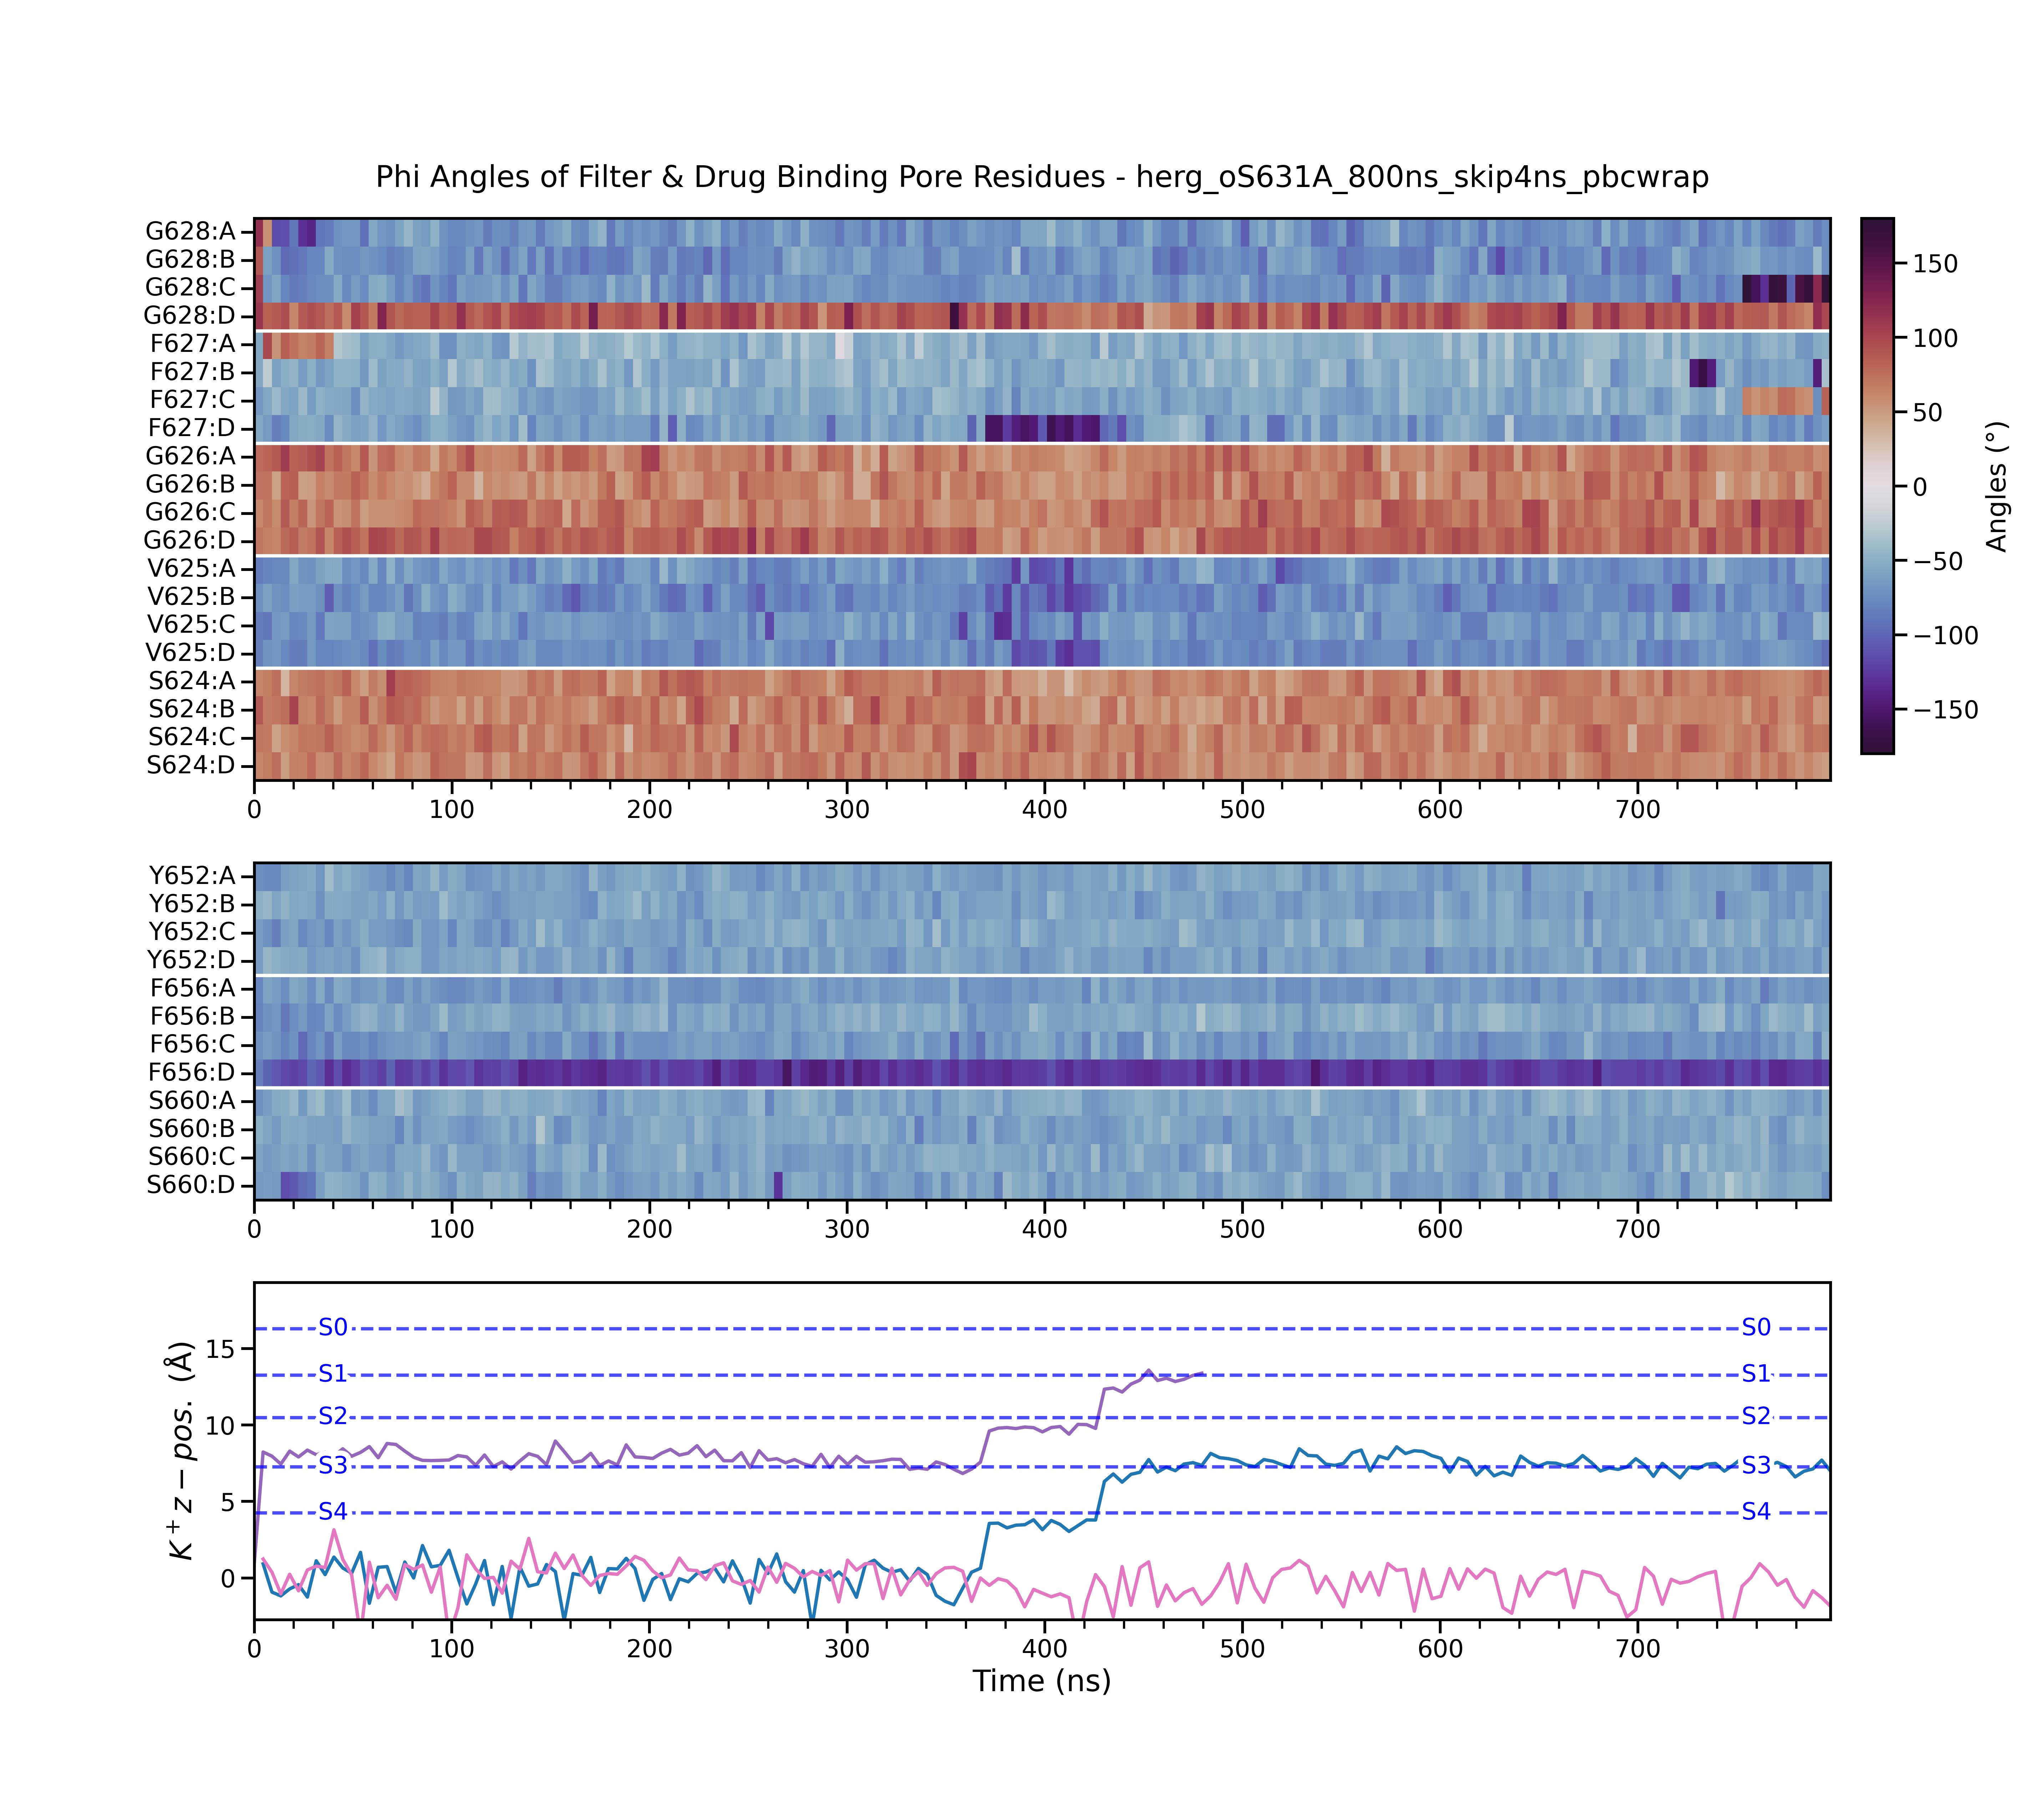 Phi Angles of Filter & Drug Binding Pore Residues - herg_oS631A_800ns_skip4ns_pbcwrap
G628:A
G628:B
G628:C
G628:D
F627:A
F627:B
F627:C
F627:D
G626:A
G626:B
G626:C
G626:D
V625:A
V625:B
V625:C
V625:D
S624:A
S624:B
S624:C
S624:D
0 100 200 300 400 500 600 700
150
100
50
0
−50
−100
−150
Angles (°)
Y652:A
Y652:B
Y652:C
Y652:D
F656:A
F656:B
F656:C
F656:D
S660:A
S660:B
S660:C
S660:D
0 100 200 300 400 500 600 700
K⁺ z − pos. (Å)
15
10
5
0
S0 S0
S1 S1
S2 S2
S3 S3
S4 S4
0 100 200 300 400 500 600 700
Time (ns)